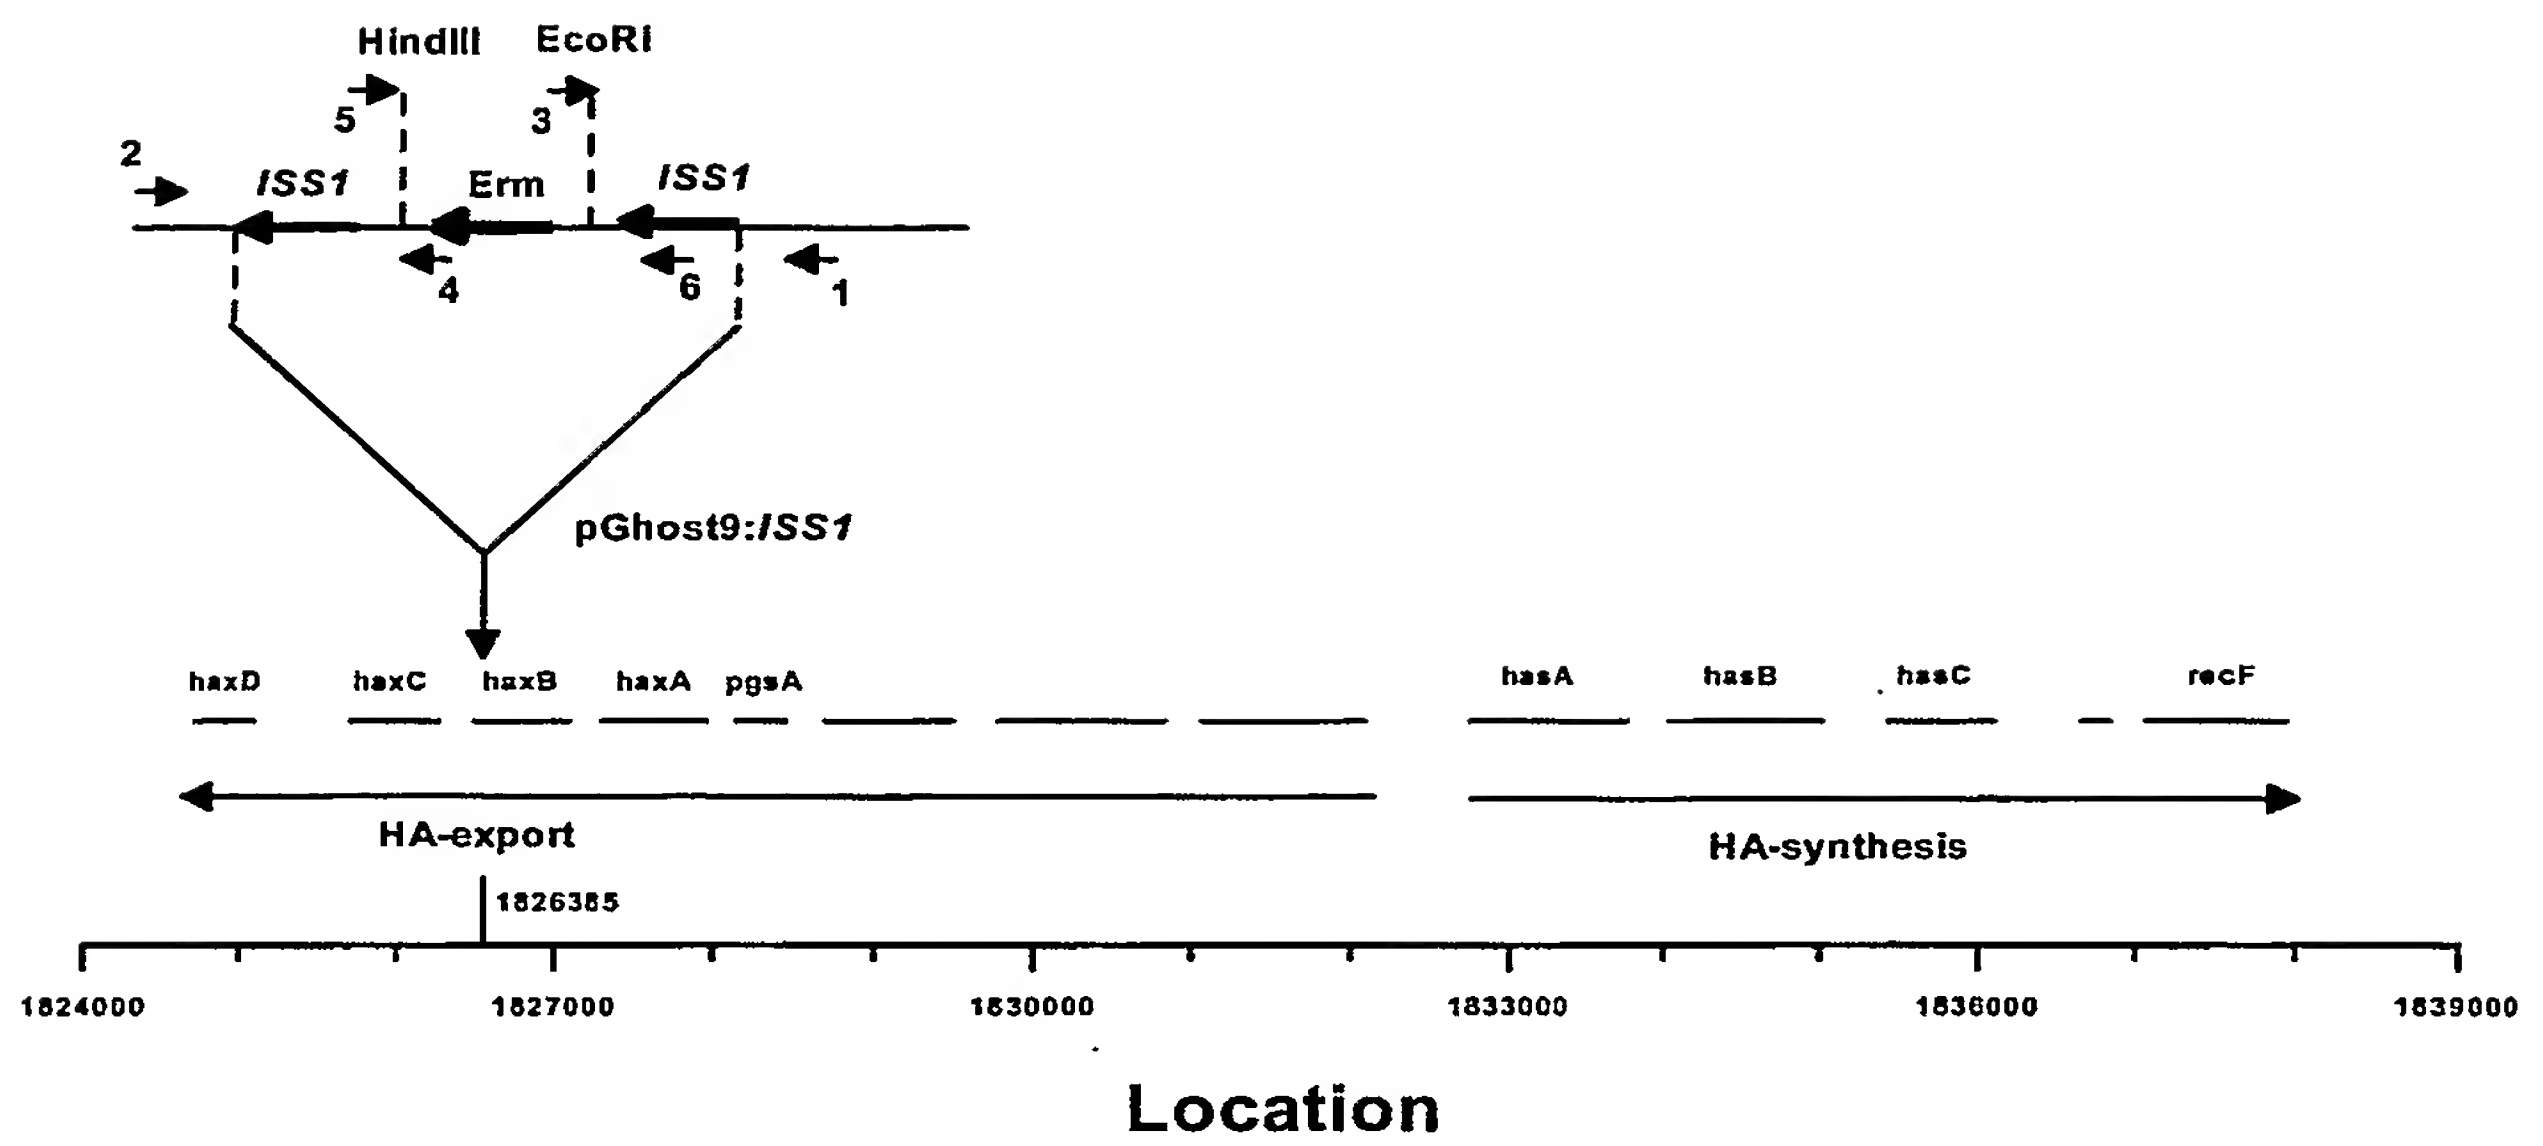 HindIII EcoRI
5 3
2
ISS1 Erm ISS1
4 6 1
pGhost9:ISS1
haxD haxC haxB haxA pgsA hasA hasB hasC recF
HA-export HA-synthesis
1826385
1824000 1827000 1830000 1833000 1836000 1839000
Location